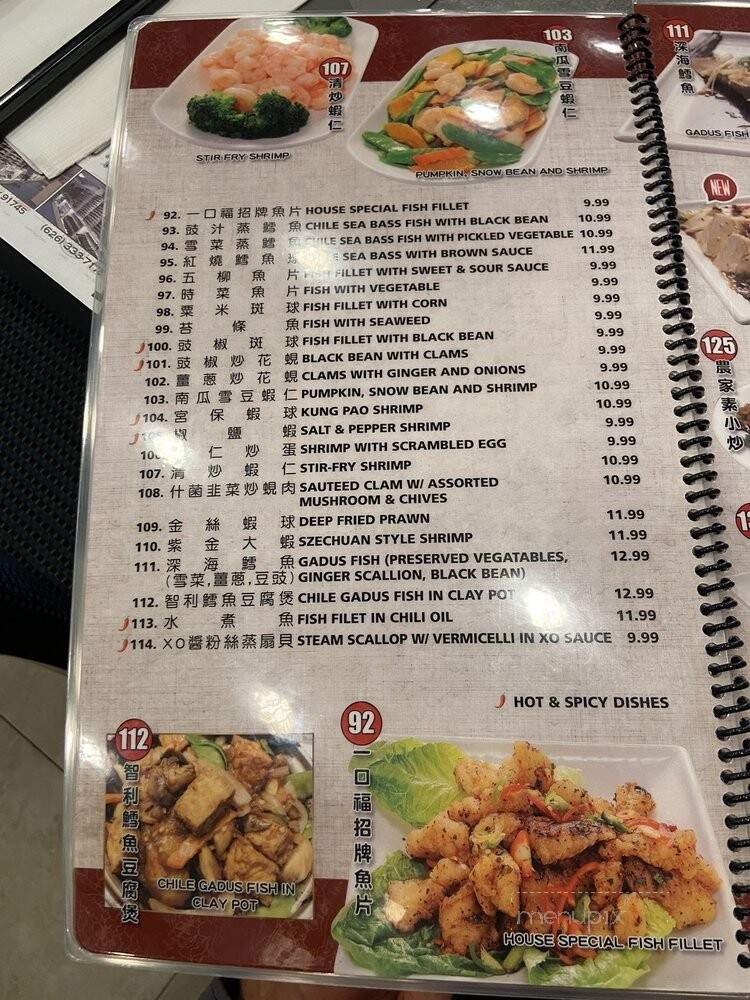 107 清炒蝦仁
STIR FRY SHRIMP
103 南瓜雪豆蝦仁
PUMPKIN, SNOW BEAN AND SHRIMP
111 深海鱈魚
GADUS FISH
NEW
125 農家素小炒
91745
(626) 333-717
92. 一口福招牌魚片 HOUSE SPECIAL FISH FILLET 9.99
93. 豉汁蒸鱈魚 CHILE SEA BASS FISH WITH BLACK BEAN 10.99
94. 雪菜蒸鱈魚 CHILE SEA BASS FISH WITH PICKLED VEGETABLE 10.99
95. 紅燒鱈魚 SEA BASS WITH BROWN SAUCE 11.99
96. 五柳魚片 FISH FILLET WITH SWEET & SOUR SAUCE 9.99
97. 時菜魚片 FISH WITH VEGETABLE 9.99
98. 粟米斑球 FISH FILLET WITH CORN 9.99
99. 苔條魚 FISH WITH SEAWEED 9.99
100. 豉椒斑球 FISH FILLET WITH BLACK BEAN 9.99
101. 豉椒炒花蜆 BLACK BEAN WITH CLAMS 9.99
102. 薑蔥炒花蜆 CLAMS WITH GINGER AND ONIONS 9.99
103. 南瓜雪豆蝦仁 PUMPKIN, SNOW BEAN AND SHRIMP 10.99
104. 宮保蝦球 KUNG PAO SHRIMP 10.99
椒鹽蝦 SALT & PEPPER SHRIMP 9.99
仁炒蛋 SHRIMP WITH SCRAMBLED EGG 9.99
107. 清炒蝦仁 STIR-FRY SHRIMP 10.99
108. 什菌韭菜炒蜆肉 SAUTEED CLAM W/ ASSORTED 10.99
MUSHROOM & CHIVES
109. 金絲蝦球 DEEP FRIED PRAWN 11.99
110. 紫金大蝦 SZECHUAN STYLE SHRIMP 11.99
111. 深海鱈魚 GADUS FISH (PRESERVED VEGATABLES, 12.99
(雪菜,薑蔥,豆豉) GINGER SCALLION, BLACK BEAN)
112. 智利鱈魚豆腐煲 CHILE GADUS FISH IN CLAY POT 12.99
113. 水煮魚 FISH FILET IN CHILI OIL 11.99
114. XO醬粉絲蒸扇貝 STEAM SCALLOP W/ VERMICELLI IN XO SAUCE 9.99
HOT & SPICY DISHES
112 智利鱈魚豆腐煲
CHILE GADUS FISH IN
CLAY POT
92 一口福招牌魚片
menupix
HOUSE SPECIAL FISH FILLET